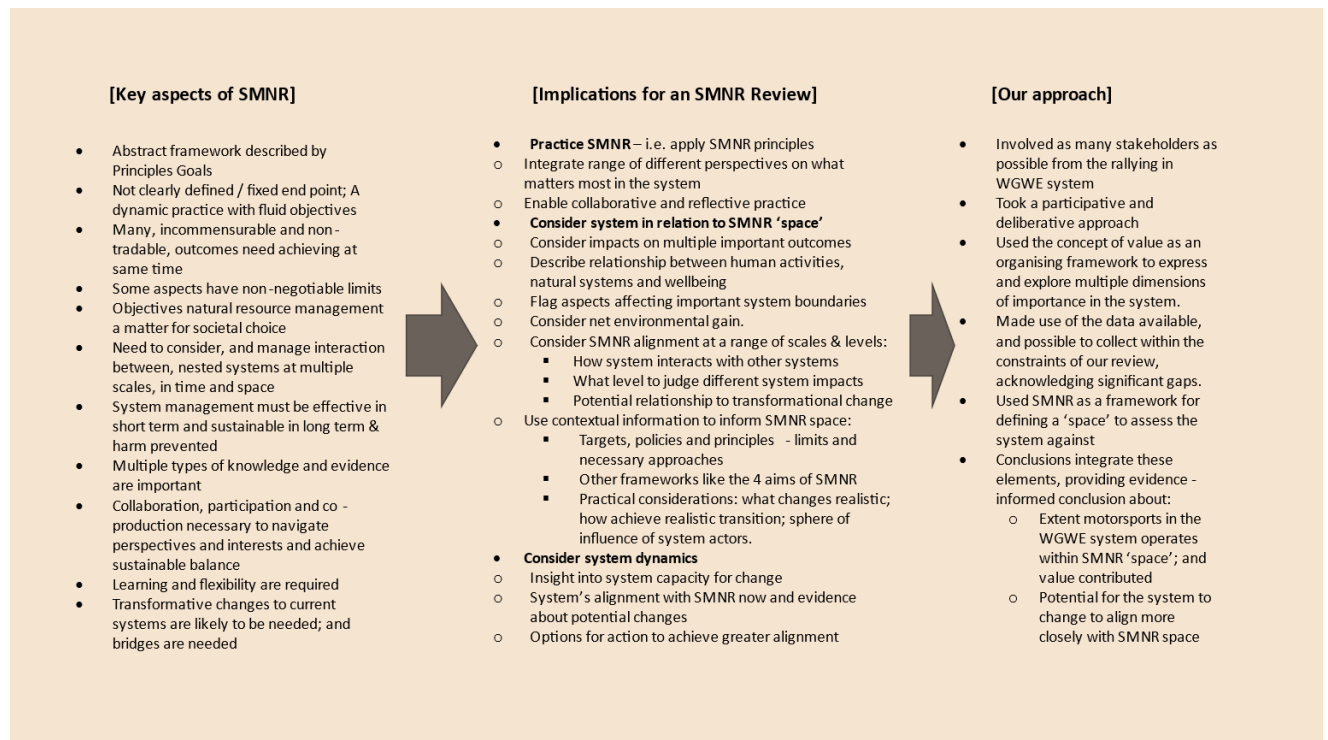 [Key aspects of SMNR]
• Abstract framework described by
Principles Goals
• Not clearly defined / fixed end point; A
dynamic practice with fluid objectives
• Many, incommensurable and non-
tradable, outcomes need achieving at
same time
• Some aspects have non-negotiable limits
• Objectives natural resource management
a matter for societal choice
• Need to consider, and manage interaction
between, nested systems at multiple
scales, in time and space
• System management must be effective in
short term and sustainable in long term &
harm prevented
• Multiple types of knowledge and evidence
are important
• Collaboration, participation and co -
production necessary to navigate
perspectives and interests and achieve
sustainable balance
• Learning and flexibility are required
• Transformative changes to current
systems are likely to be needed; and
bridges are needed
[Implications for an SMNR Review]
• Practice SMNR – i.e. apply SMNR principles
o Integrate range of different perspectives on what
matters most in the system
o Enable collaborative and reflective practice
• Consider system in relation to SMNR ‘space’
o Consider impacts on multiple important outcomes
o Describe relationship between human activities,
natural systems and wellbeing
o Flag aspects affecting important system boundaries
o Consider net environmental gain.
o Consider SMNR alignment at a range of scales & levels:
▪ How system interacts with other systems
▪ What level to judge different system impacts
▪ Potential relationship to transformational change
o Use contextual information to inform SMNR space:
▪ Targets, policies and principles - limits and
necessary approaches
▪ Other frameworks like the 4 aims of SMNR
▪ Practical considerations: what changes realistic;
how achieve realistic transition; sphere of
influence of system actors.
• Consider system dynamics
o Insight into system capacity for change
o System’s alignment with SMNR now and evidence
about potential changes
o Options for action to achieve greater alignment
[Our approach]
• Involved as many stakeholders as
possible from the rallying in
WGWE system
• Took a participative and
deliberative approach
• Used the concept of value as an
organising framework to express
and explore multiple dimensions
of importance in the system.
• Made use of the data available,
and possible to collect within the
constraints of our review,
acknowledging significant gaps.
• Used SMNR as a framework for
defining a ‘space’ to assess the
system against
• Conclusions integrate these
elements, providing evidence -
informed conclusion about:
o Extent motorsports in the
WGWE system operates
within SMNR ‘space’; and
value contributed
o Potential for the system to
change to align more
closely with SMNR space